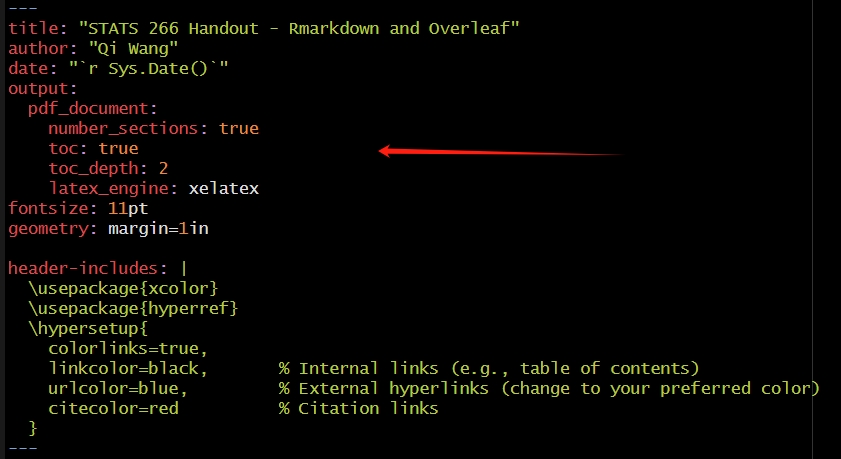 ---
title: "STATS 266 Handout - Rmarkdown and Overleaf"
author: "Qi Wang"
date: "`r Sys.Date()`"
output:
  pdf_document:
    number_sections: true
    toc: true
    toc_depth: 2
    latex_engine: xelatex
fontsize: 11pt
geometry: margin=1in

header-includes: |
  \usepackage{xcolor}
  \usepackage{hyperref}
  \hypersetup{
    colorlinks=true,
    linkcolor=black,       % Internal links (e.g., table of contents)
    urlcolor=blue,         % External hyperlinks (change to your preferred color)
    citecolor=red          % Citation links
  }
---